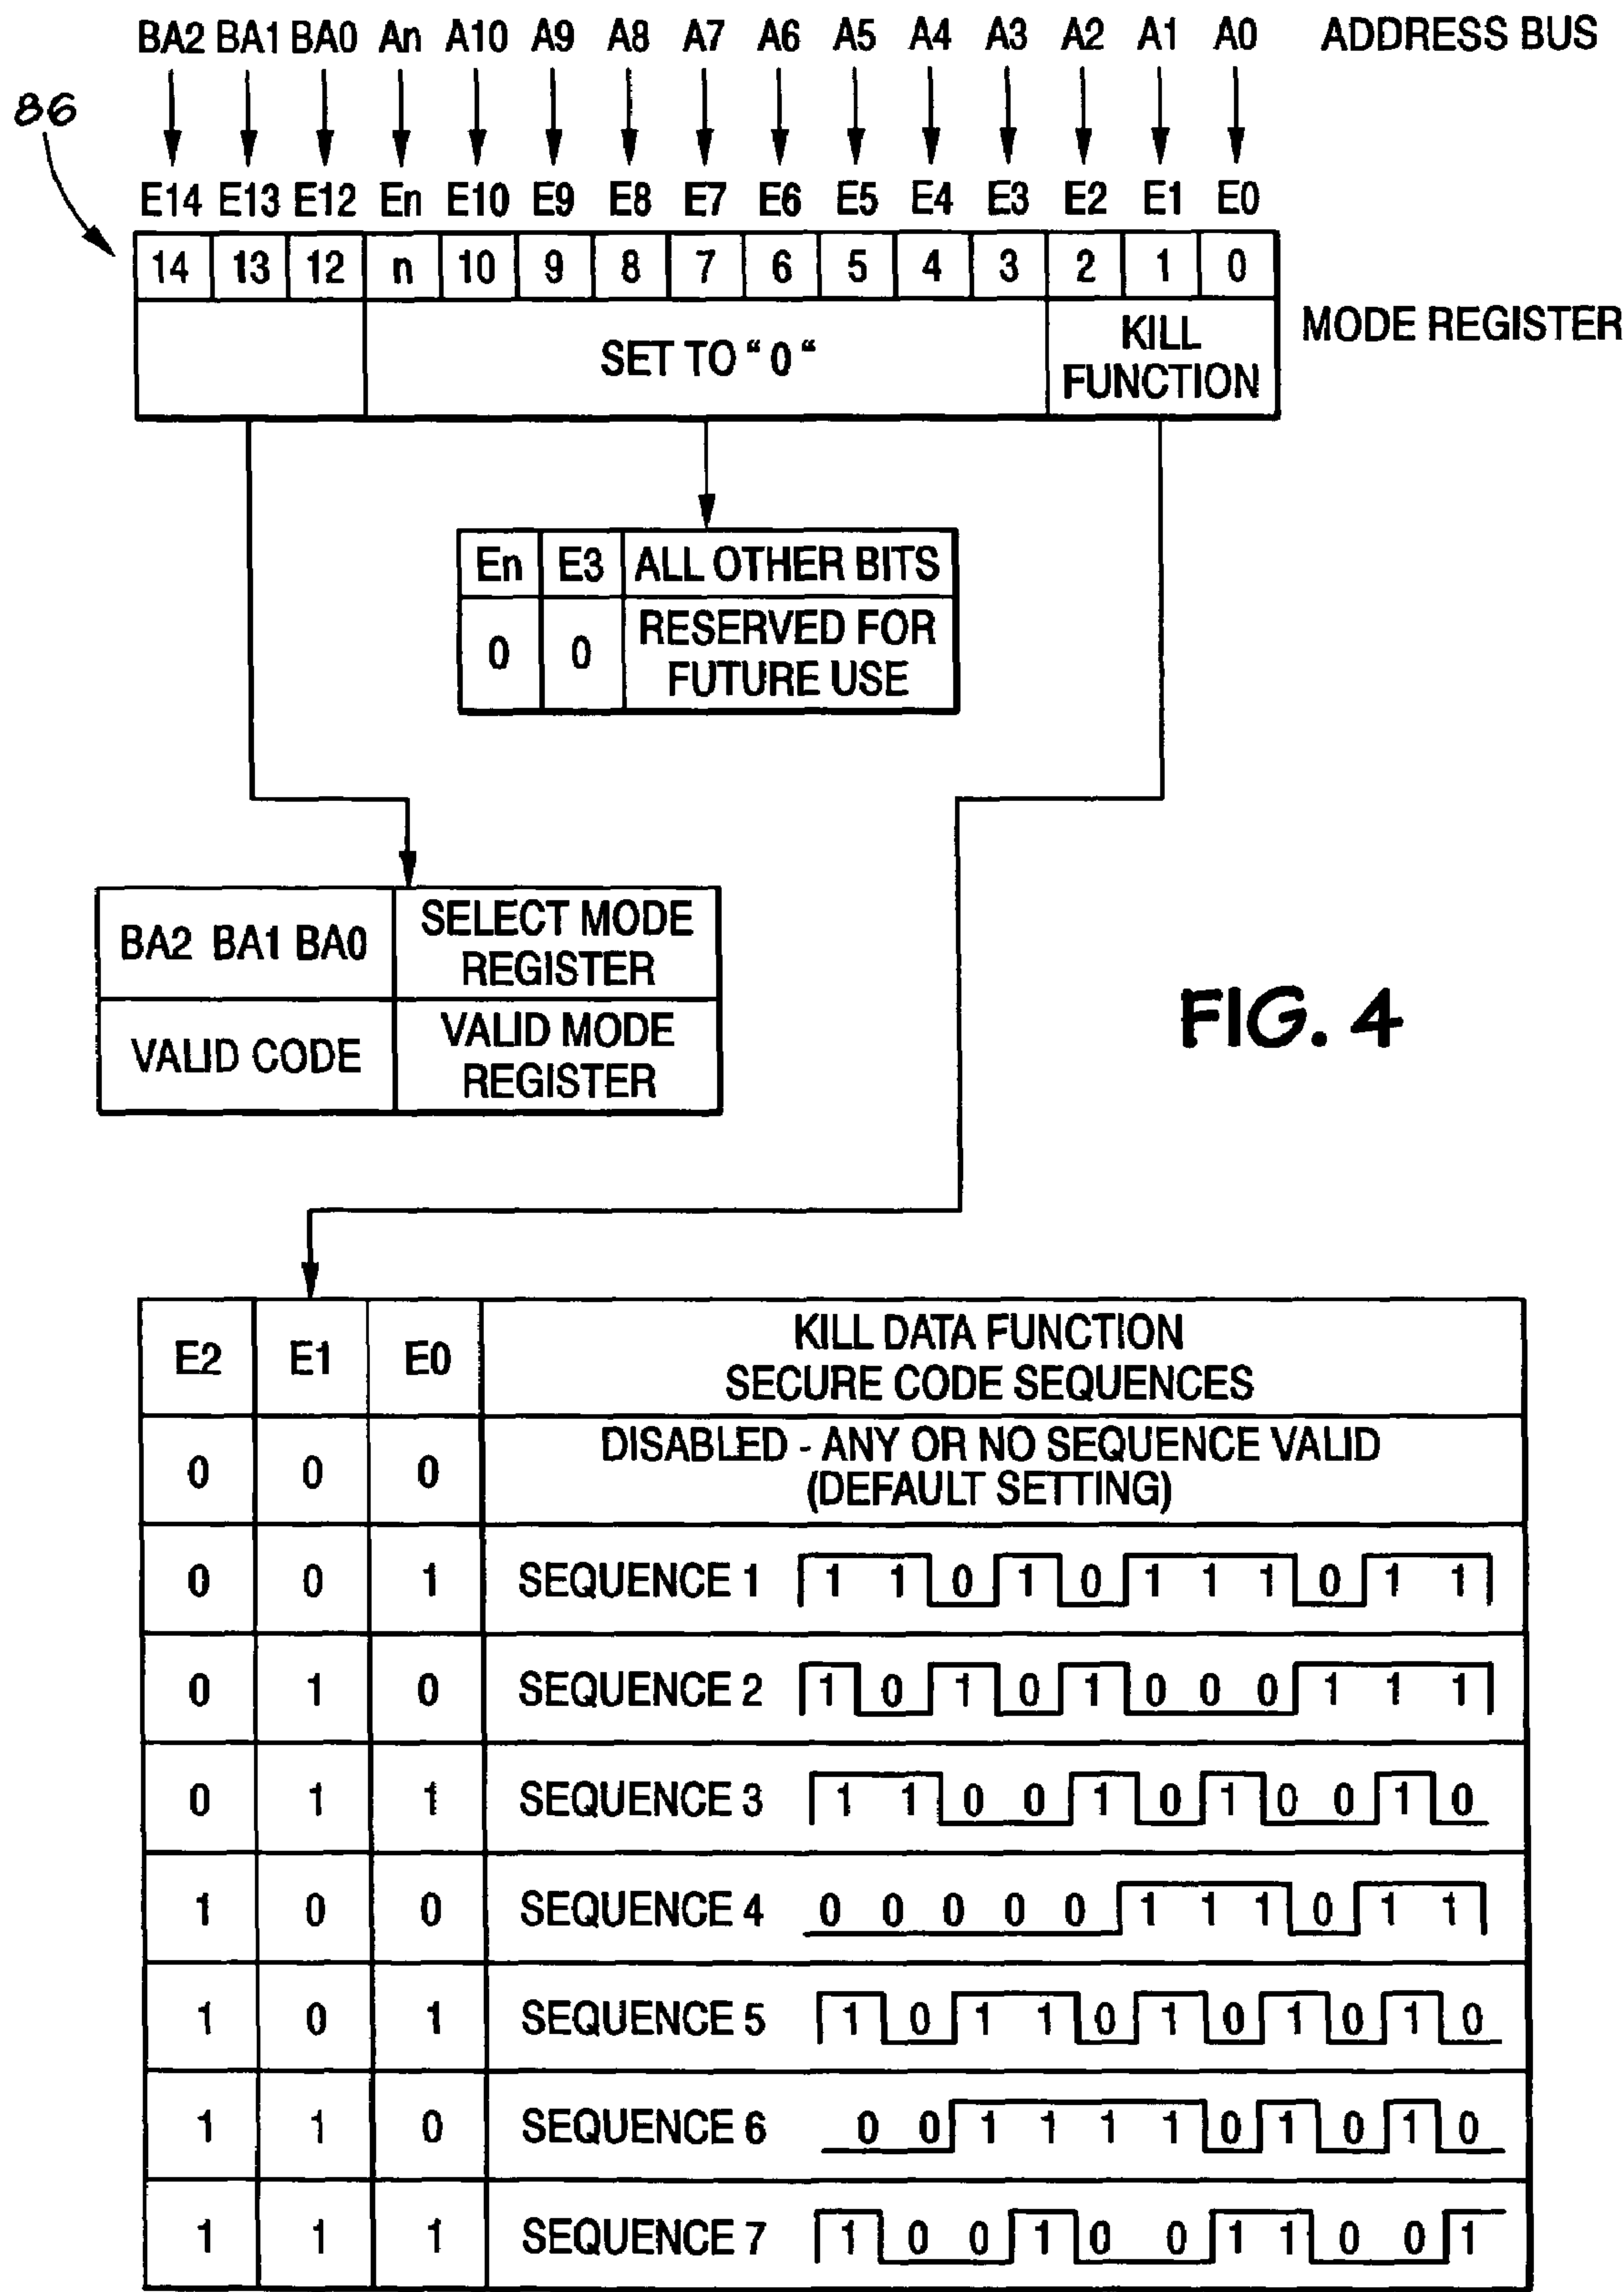 BA2 BA1 BA0 An A10 A9 A8 A7 A6 A5 A4 A3 A2 A1 A0 ADDRESS BUS
86
E14 E13 E12 En E10 E9 E8 E7 E6 E5 E4 E3 E2 E1 E0
14 13 12 n 10 9 8 7 6 5 4 3 2 1 0
MODE REGISTER
SET TO “ 0 “
KILL
FUNCTION
En E3 ALL OTHER BITS
0 0 RESERVED FOR
FUTURE USE
BA2 BA1 BA0 SELECT MODE
REGISTER
VALID CODE VALID MODE
REGISTER
FIG. 4
E2 E1 E0 KILL DATA FUNCTION
SECURE CODE SEQUENCES
0 0 0 DISABLED - ANY OR NO SEQUENCE VALID
(DEFAULT SETTING)
0 0 1 SEQUENCE 1 1 1 0 1 0 1 1 1 0 1 1
0 1 0 SEQUENCE 2 1 0 1 0 1 0 0 0 1 1 1
0 1 1 SEQUENCE 3 1 1 0 0 1 0 1 0 0 1 0
1 0 0 SEQUENCE 4 0 0 0 0 0 1 1 1 0 1 1
1 0 1 SEQUENCE 5 1 0 1 1 0 1 0 1 0 1 0
1 1 0 SEQUENCE 6 0 0 1 1 1 1 0 1 0 1 0
1 1 1 SEQUENCE 7 1 0 0 1 0 0 1 1 0 0 1